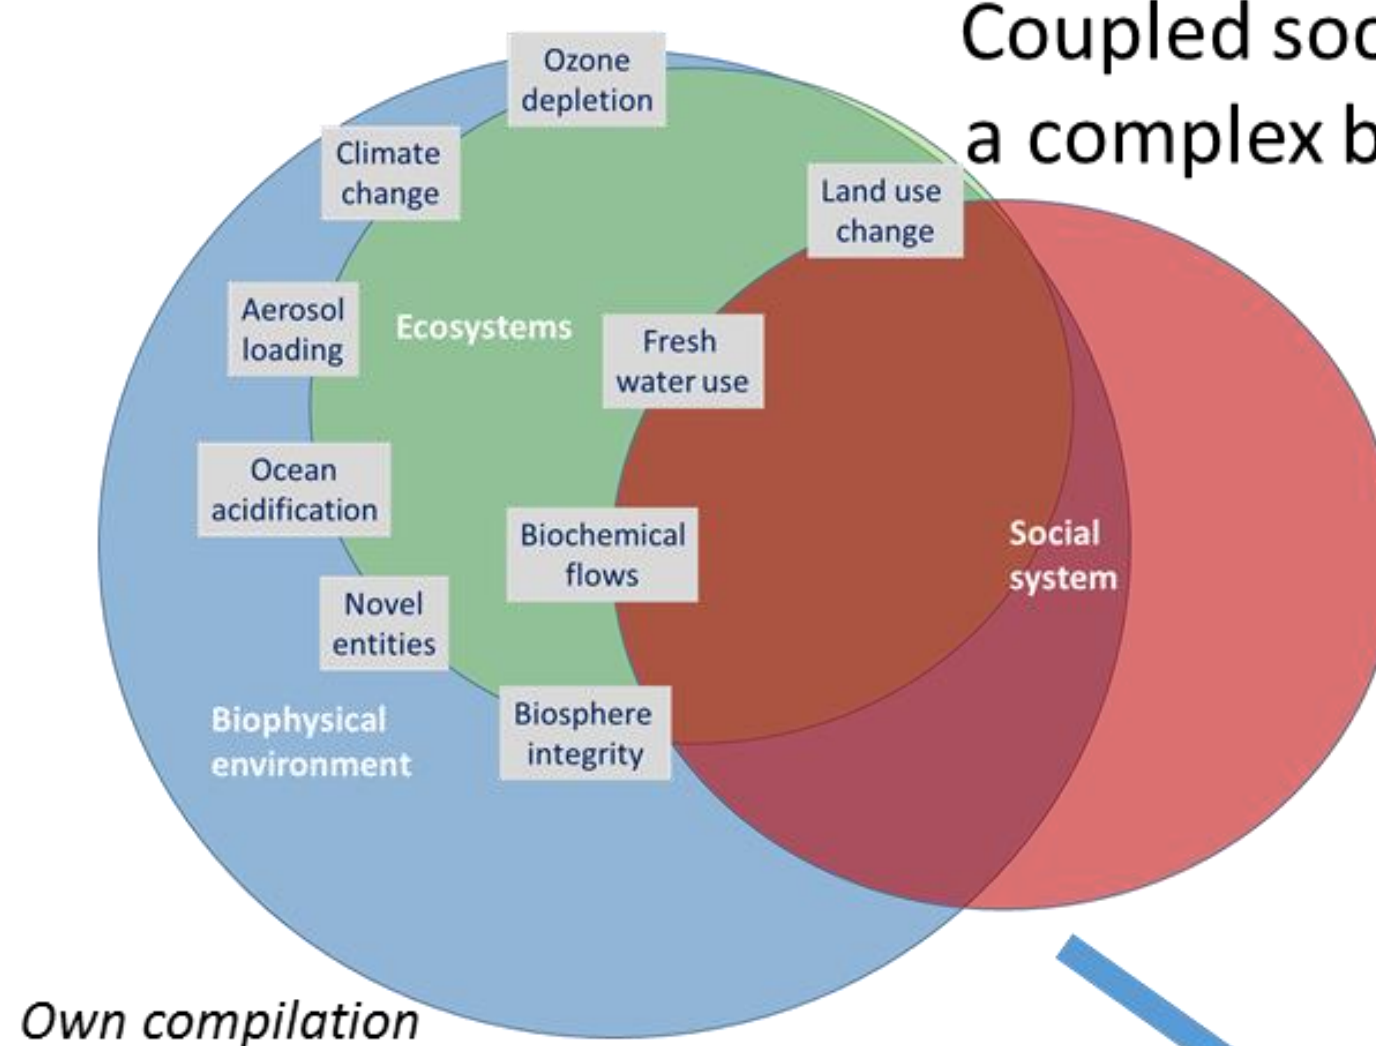 Coupled soc
a complex b
Ozone
depletion
Climate
change
Land use
change
Aerosol
loading
Ecosystems
Fresh
water use
Ocean
acidification
Biochemical
flows
Social
system
Novel
entities
Biophysical
environment
Biosphere
integrity
Own compilation